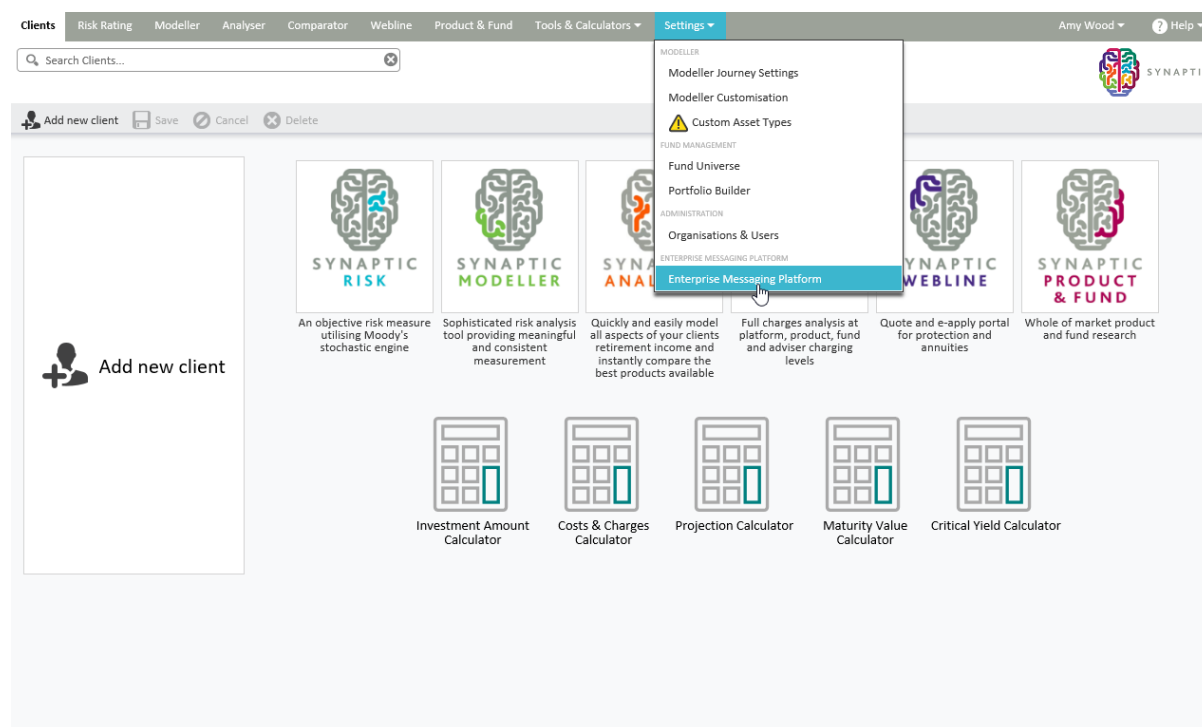 Clients Risk Rating Modeller Analyser Comparator Webline Product & Fund Tools & Calculators Settings Amy Wood ? Help
Search Clients...
SYNAPTI
Add new client Save Cancel Delete
MODELLER
Modeller Journey Settings
Modeller Customisation
Custom Asset Types
FUND MANAGEMENT
Fund Universe
Portfolio Builder
ADMINISTRATION
Organisations & Users
ENTERPRISE MESSAGING PLATFORM
Enterprise Messaging Platform
Add new client
SYNAPTIC
RISK
An objective risk measure
utilising Moody's
stochastic engine
SYNAPTIC
MODELLER
Sophisticated risk analysis
tool providing meaningful
and consistent
measurement
SYNA
ANAL
Quickly and easily model
all aspects of your clients
retirement income and
instantly compare the
best products available
Full charges analysis at
platform, product, fund
and adviser charging
levels
YNAPTIC
WEBLINE
Quote and e-apply portal
for protection and
annuities
SYNAPTIC
PRODUCT
& FUND
Whole of market product
and fund research
Investment Amount
Calculator
Costs & Charges
Calculator
Projection Calculator
Maturity Value
Calculator
Critical Yield Calculator